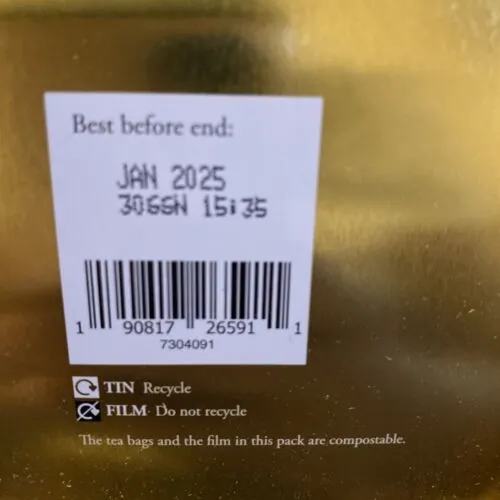 Best before end:
JAN 2025
30GSN 15:35
1 90817 26591 1
7304091
TIN Recycle
FILM Do not recycle
The tea bags and the film in this pack are compostable.